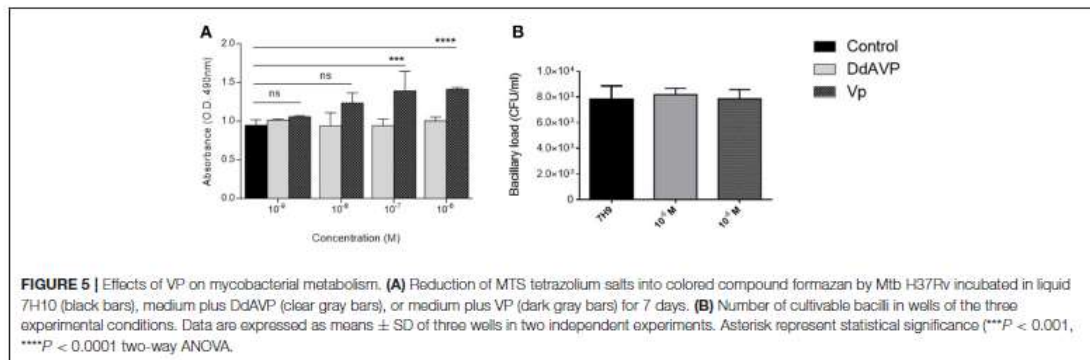 A
Absorbance (O.D. 490nm)
2.0
1.5
1.0
0.5
0.0
****
***
ns
ns
10⁻⁹ 10⁻⁸ 10⁻⁷ 10⁻⁶
Concentration (M)
B
Bacillary load (CFU/ml)
1.0×10⁴
8.0×10³
6.0×10³
4.0×10³
2.0×10³
0
7H9
Control
DdAVP
Vp
FIGURE 5 | Effects of VP on mycobacterial metabolism. (A) Reduction of MTS tetrazolium salts into colored compound formazan by Mtb H37Rv incubated in liquid
7H10 (black bars), medium plus DdAVP (clear gray bars), or medium plus VP (dark gray bars) for 7 days. (B) Number of cultivable bacilli in wells of the three
experimental conditions. Data are expressed as means ± SD of three wells in two independent experiments. Asterisk represent statistical significance (***P < 0.001,
****P < 0.0001 two-way ANOVA.